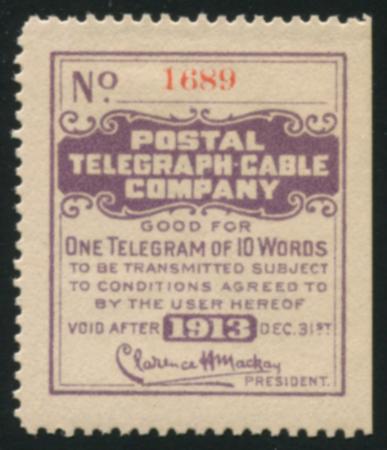 No. 1689
POSTAL
TELEGRAPH-CABLE
COMPANY
GOOD FOR
ONE TELEGRAM OF 10 WORDS
TO BE TRANSMITTED SUBJECT
TO CONDITIONS AGREED TO
BY THE USER HEREOF
VOID AFTER 1913 DEC. 31ST
Clarence H Mackay
PRESIDENT.